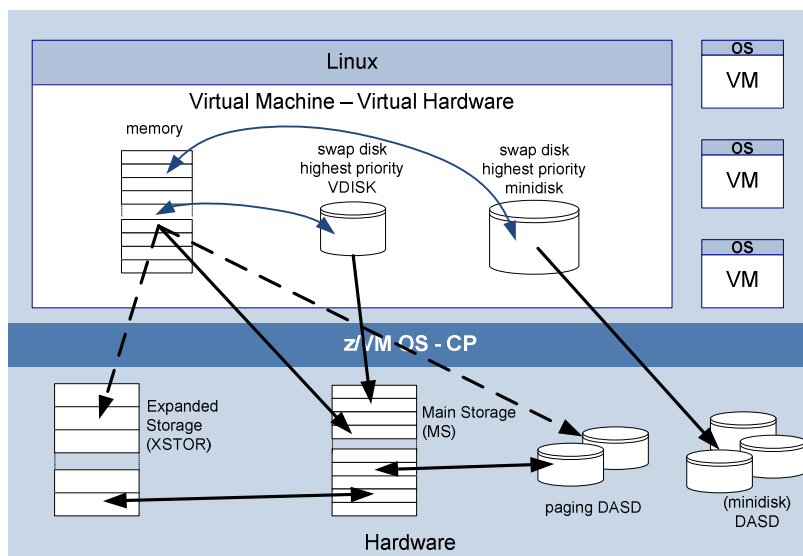 Linux
Virtual Machine – Virtual Hardware
memory
swap disk
highest priority
VDISK
swap disk
highest priority
minidisk
OS
VM
OS
VM
OS
VM
z/VM OS - CP
Expanded
Storage
(XSTOR)
Main Storage
(MS)
paging DASD
(minidisk)
DASD
Hardware